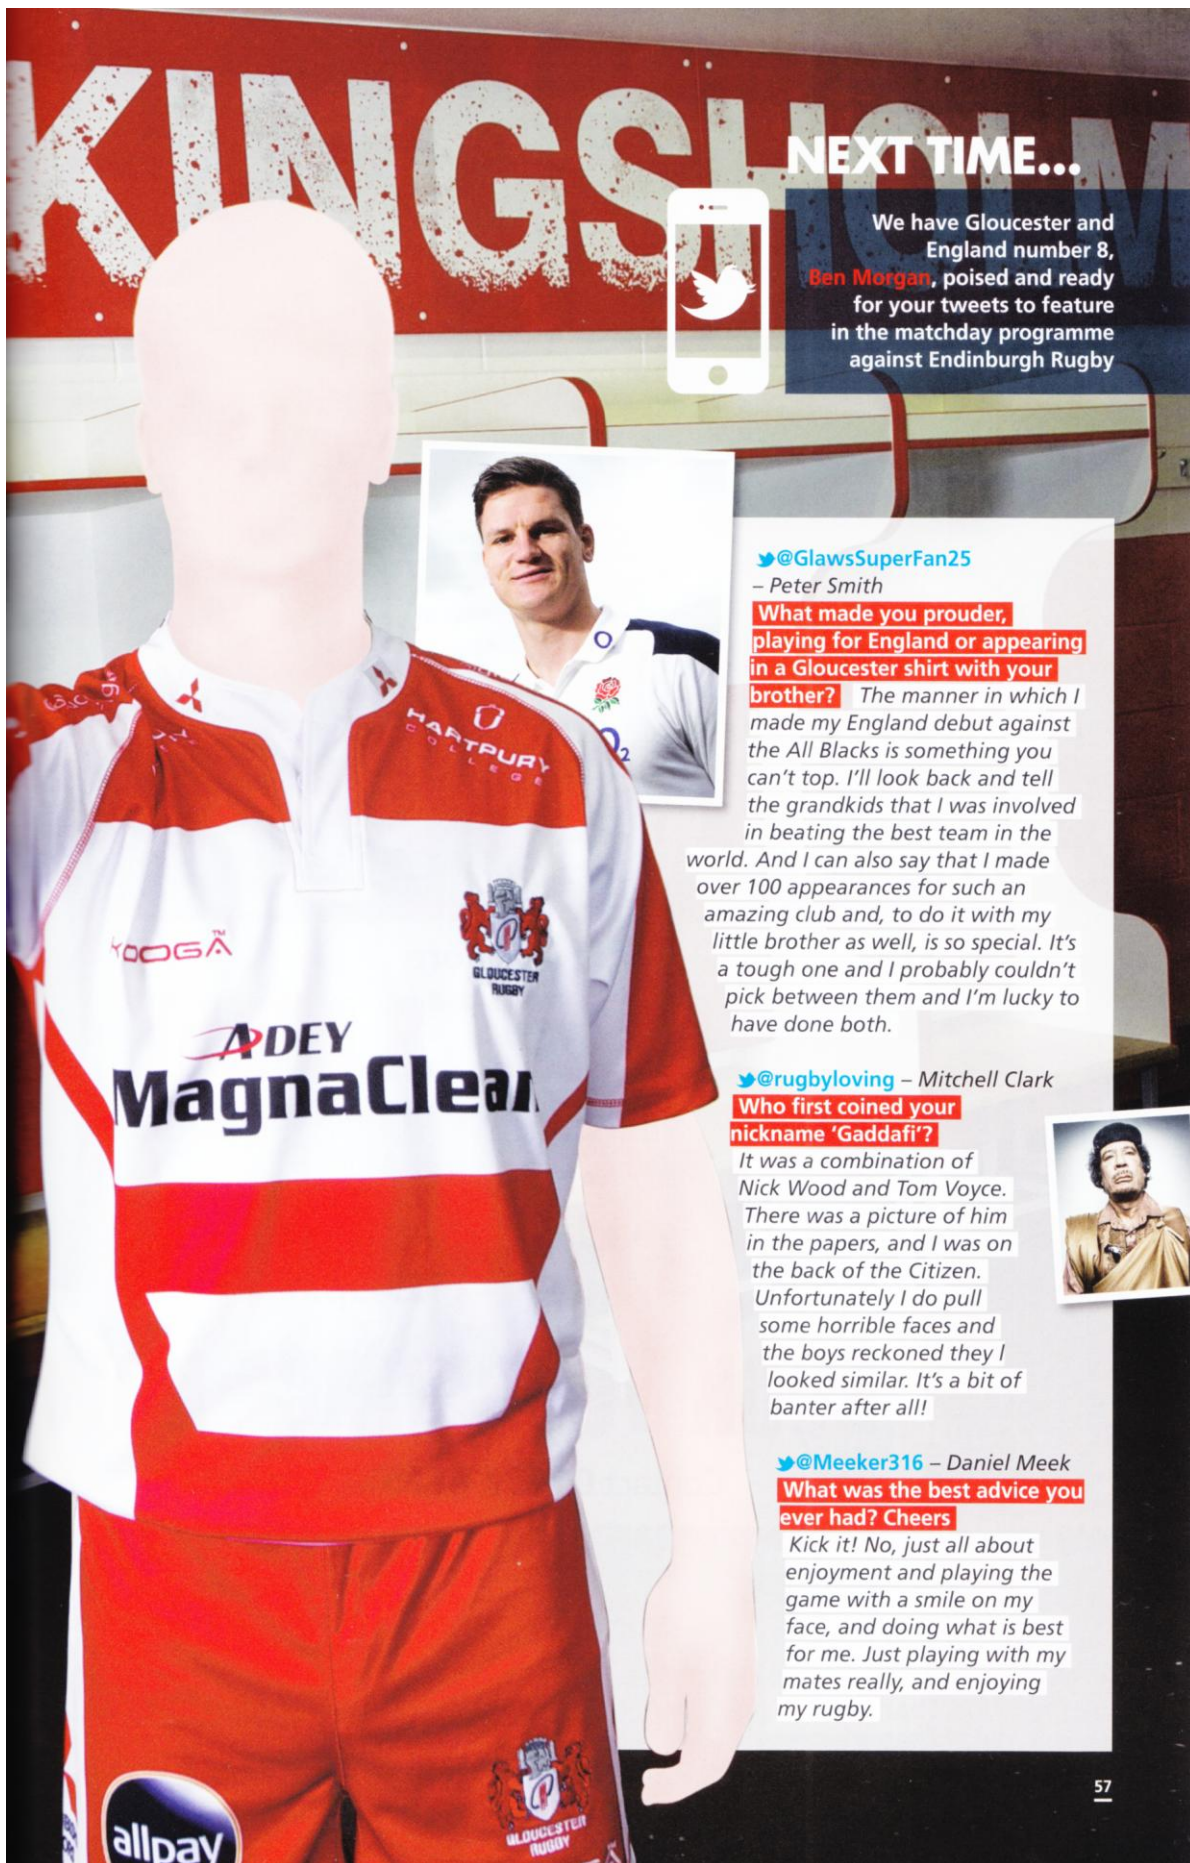 KINGSHOLM
NEXT TIME...
We have Gloucester and
England number 8,
Ben Morgan, poised and ready
for your tweets to feature
in the matchday programme
against Endinburgh Rugby
@GlawsSuperFan25
– Peter Smith
What made you prouder,
playing for England or appearing
in a Gloucester shirt with your
brother? The manner in which I
made my England debut against
the All Blacks is something you
can't top. I'll look back and tell
the grandkids that I was involved
in beating the best team in the
world. And I can also say that I made
over 100 appearances for such an
amazing club and, to do it with my
little brother as well, is so special. It's
a tough one and I probably couldn't
pick between them and I'm lucky to
have done both.
@rugbyloving – Mitchell Clark
Who first coined your
nickname 'Gaddafi'?
It was a combination of
Nick Wood and Tom Voyce.
There was a picture of him
in the papers, and I was on
the back of the Citizen.
Unfortunately I do pull
some horrible faces and
the boys reckoned they I
looked similar. It's a bit of
banter after all!
@Meeker316 – Daniel Meek
What was the best advice you
ever had? Cheers
Kick it! No, just all about
enjoyment and playing the
game with a smile on my
face, and doing what is best
for me. Just playing with my
mates really, and enjoying
my rugby.
57
O2
HARTPURY
COLLEGE
KOOGA™
GLOUCESTER
RUGBY
ADEY
MagnaClean
allpay
GLOUCESTER
RUGBY